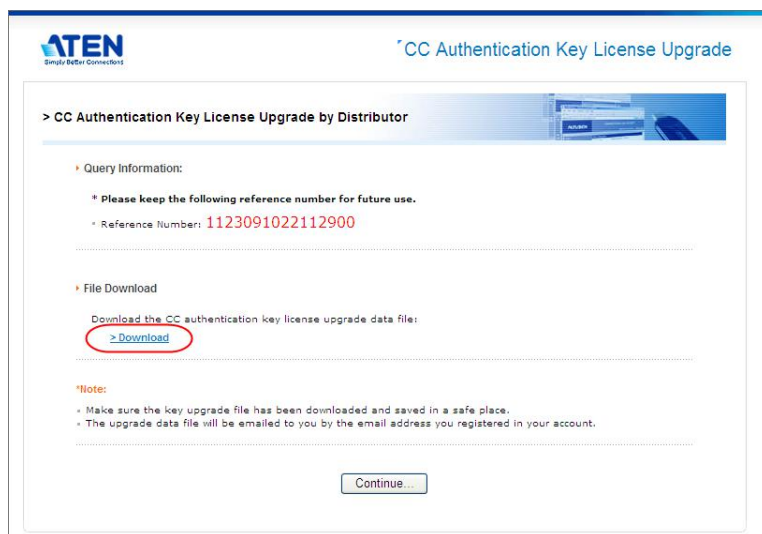 ATEN
Simply Better Connections
CC Authentication Key License Upgrade
> CC Authentication Key License Upgrade by Distributor
Query Information:
* Please keep the following reference number for future use.
Reference Number: 1123091022112900
File Download
Download the CC authentication key license upgrade data file:
> Download
*Note:
Make sure the key upgrade file has been downloaded and saved in a safe place.
The upgrade data file will be emailed to you by the email address you registered in your account.
Continue...